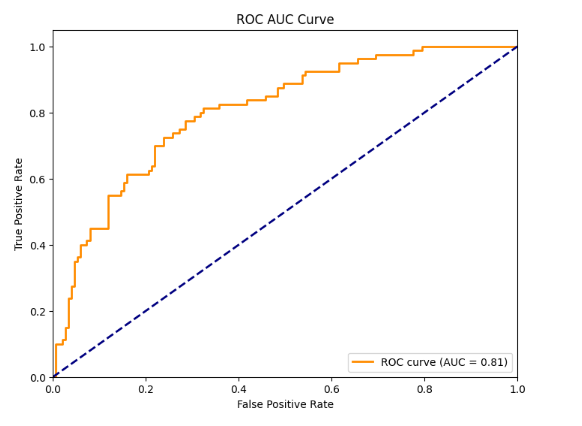 ROC AUC Curve
True Positive Rate
1.0
0.8
0.6
0.4
0.2
0.0
0.0 0.2 0.4 0.6 0.8 1.0
False Positive Rate
ROC curve (AUC = 0.81)